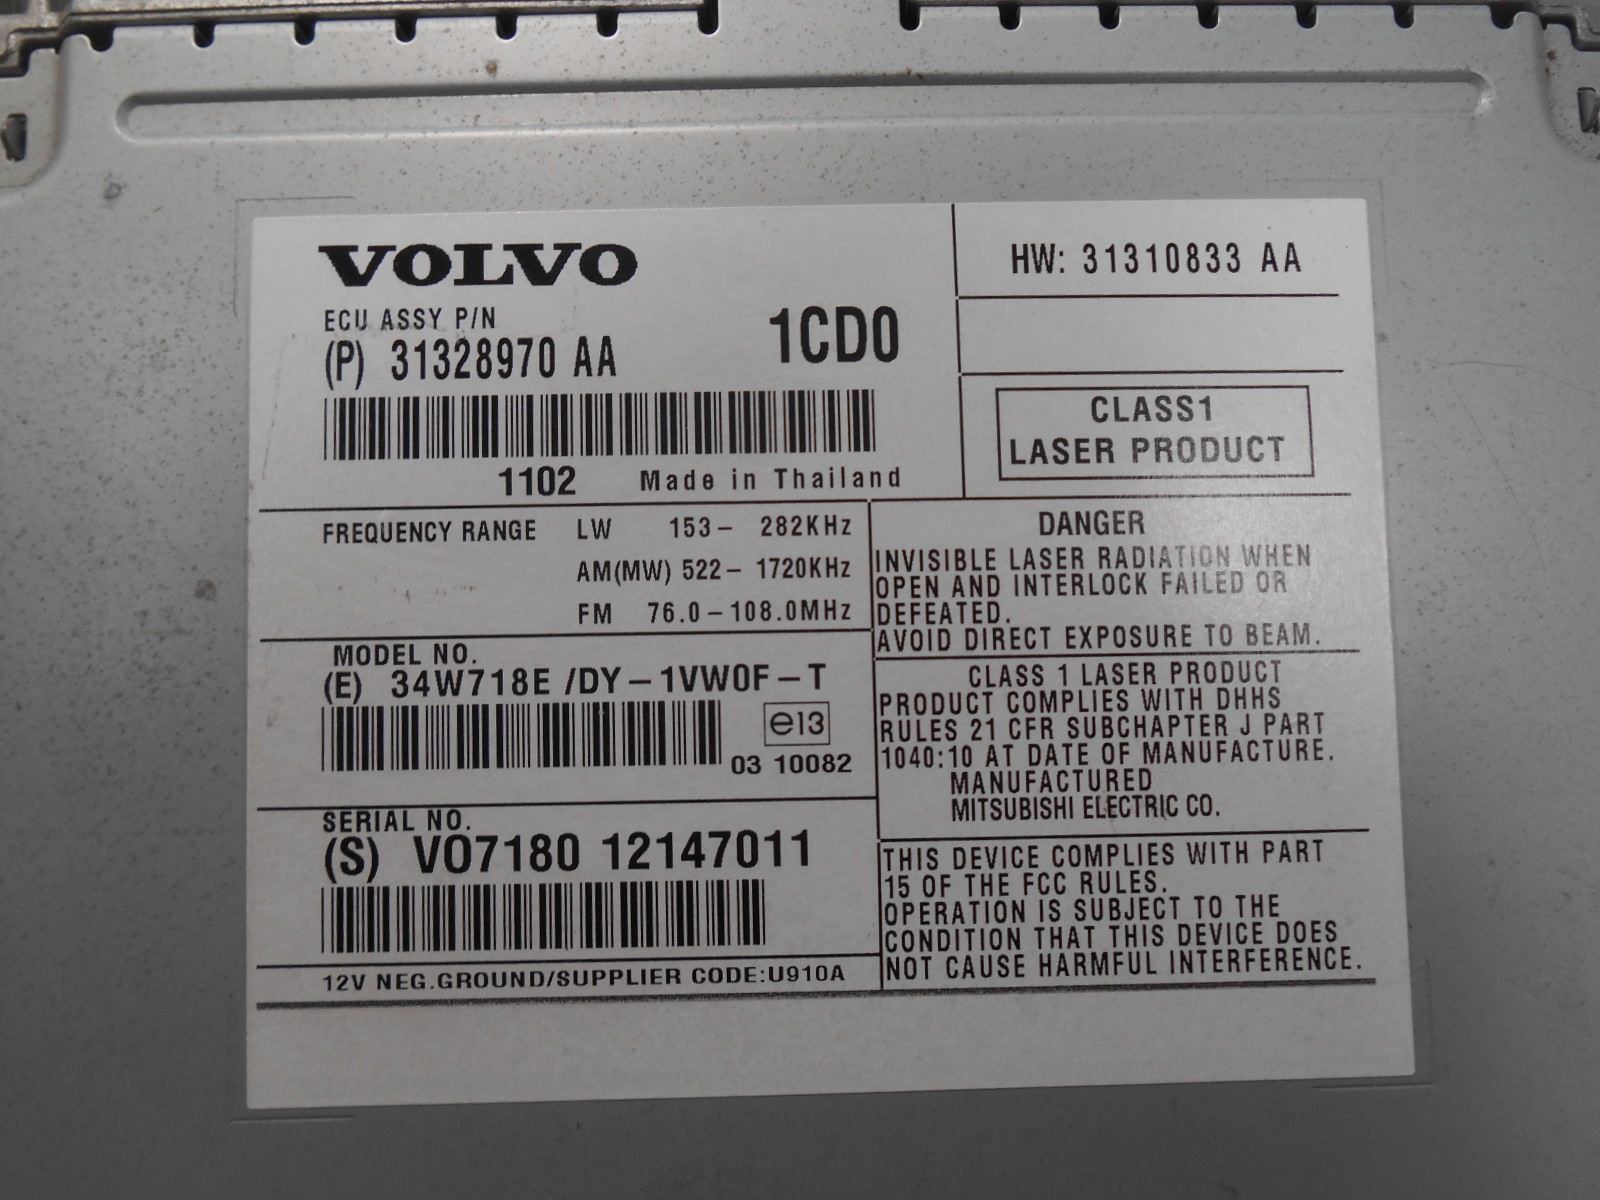 VOLVO
ECU ASSY P/N
(P) 31328970 AA 1CD0
1102 Made in Thailand
HW: 31310833 AA
CLASS1
LASER PRODUCT
FREQUENCY RANGE LW 153- 282KHz
AM(MW) 522- 1720KHz
FM 76.0-108.0MHz
DANGER
INVISIBLE LASER RADIATION WHEN
OPEN AND INTERLOCK FAILED OR
DEFEATED.
AVOID DIRECT EXPOSURE TO BEAM.
MODEL NO.
(E) 34W718E /DY-1VW0F-T
e13
03 10082
CLASS 1 LASER PRODUCT
PRODUCT COMPLIES WITH DHHS
RULES 21 CFR SUBCHAPTER J PART
1040:10 AT DATE OF MANUFACTURE.
MANUFACTURED
MITSUBISHI ELECTRIC CO.
SERIAL NO.
(S) VO7180 12147011
12V NEG.GROUND/SUPPLIER CODE:U910A
THIS DEVICE COMPLIES WITH PART
15 OF THE FCC RULES.
OPERATION IS SUBJECT TO THE
CONDITION THAT THIS DEVICE DOES
NOT CAUSE HARMFUL INTERFERENCE.